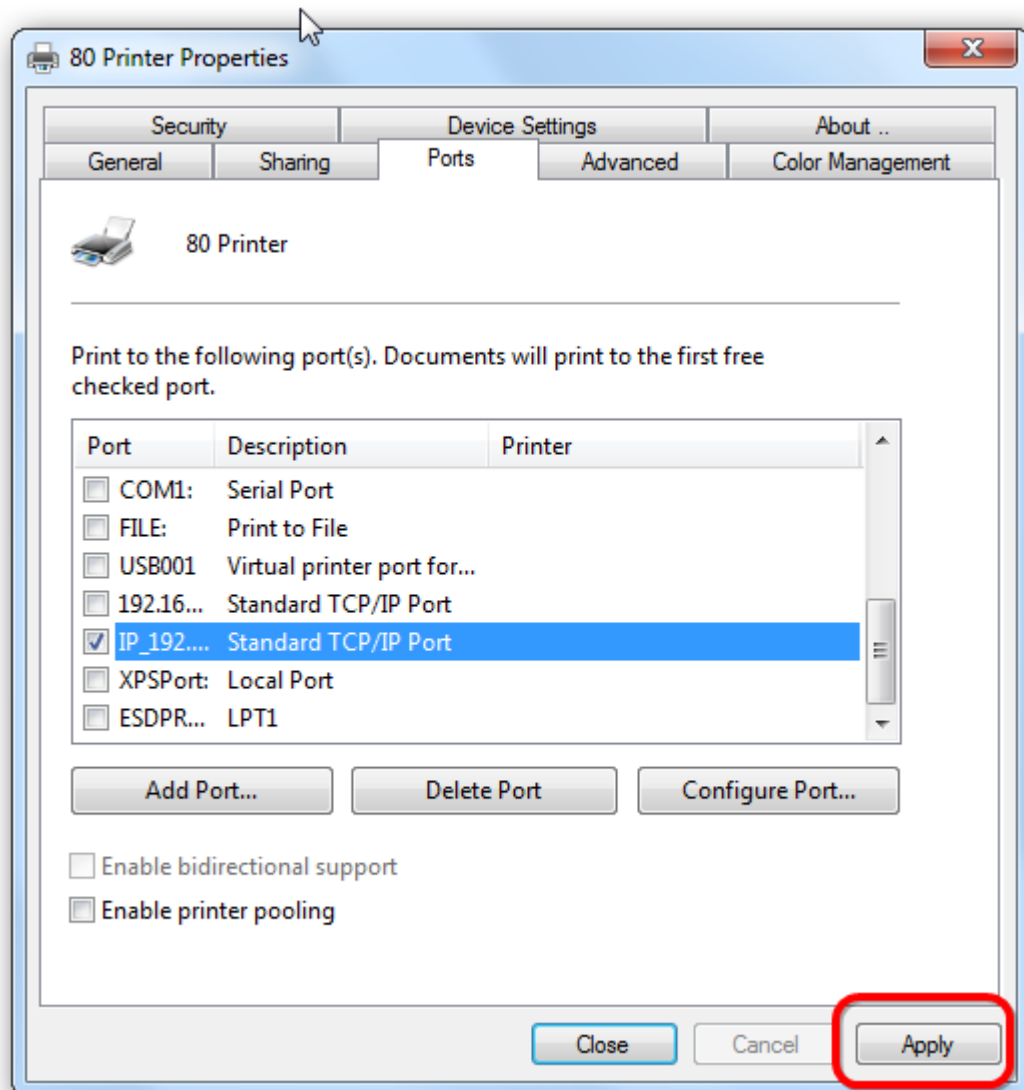 80 Printer Properties
Security Device Settings About ..
General Sharing Ports Advanced Color Management
80 Printer
Print to the following port(s). Documents will print to the first free
checked port.
Port Description Printer
COM1: Serial Port
FILE: Print to File
USB001 Virtual printer port for...
192.16... Standard TCP/IP Port
IP_192.... Standard TCP/IP Port
XPSPort: Local Port
ESDPR... LPT1
Add Port... Delete Port Configure Port...
Enable bidirectional support
Enable printer pooling
Close Cancel Apply